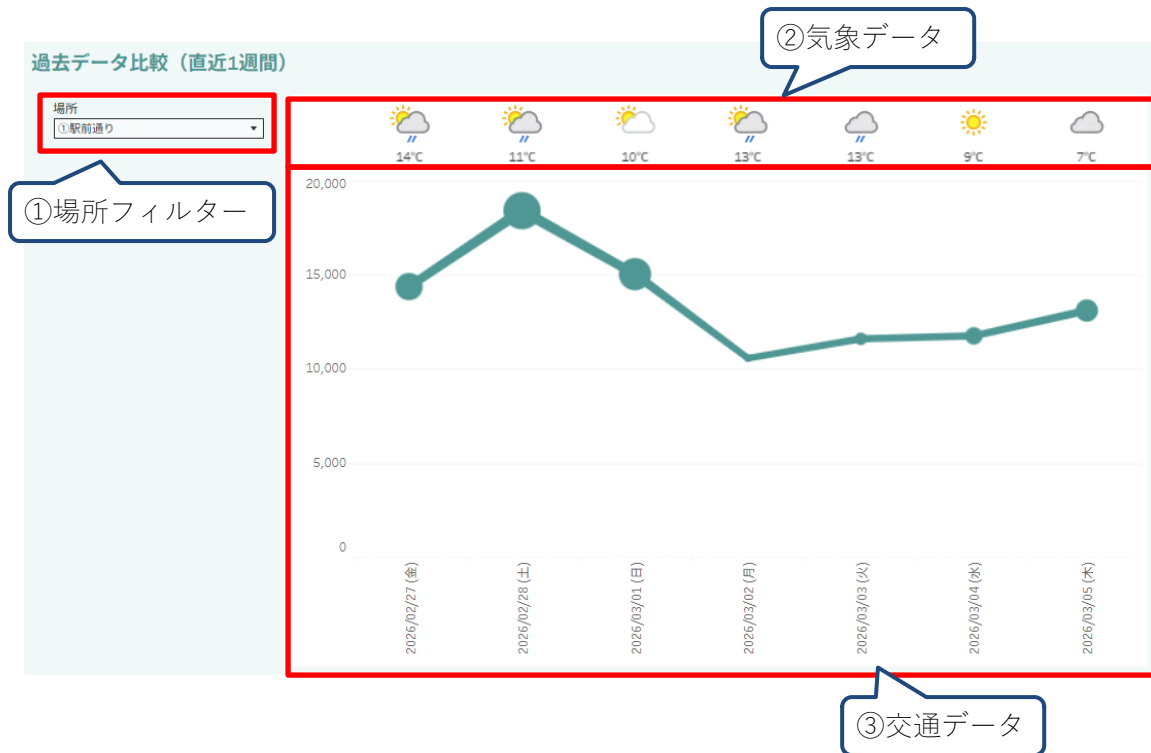 ②気象データ
過去データ比較（直近1週間）
場所
①駅前通り
14°C 11°C 10°C 13°C 13°C 9°C 7°C
①場所フィルター
20,000
15,000
10,000
5,000
0
2026/02/27 (金)
2026/02/28 (土)
2026/03/01 (日)
2026/03/02 (月)
2026/03/03 (火)
2026/03/04 (水)
2026/03/05 (木)
③交通データ